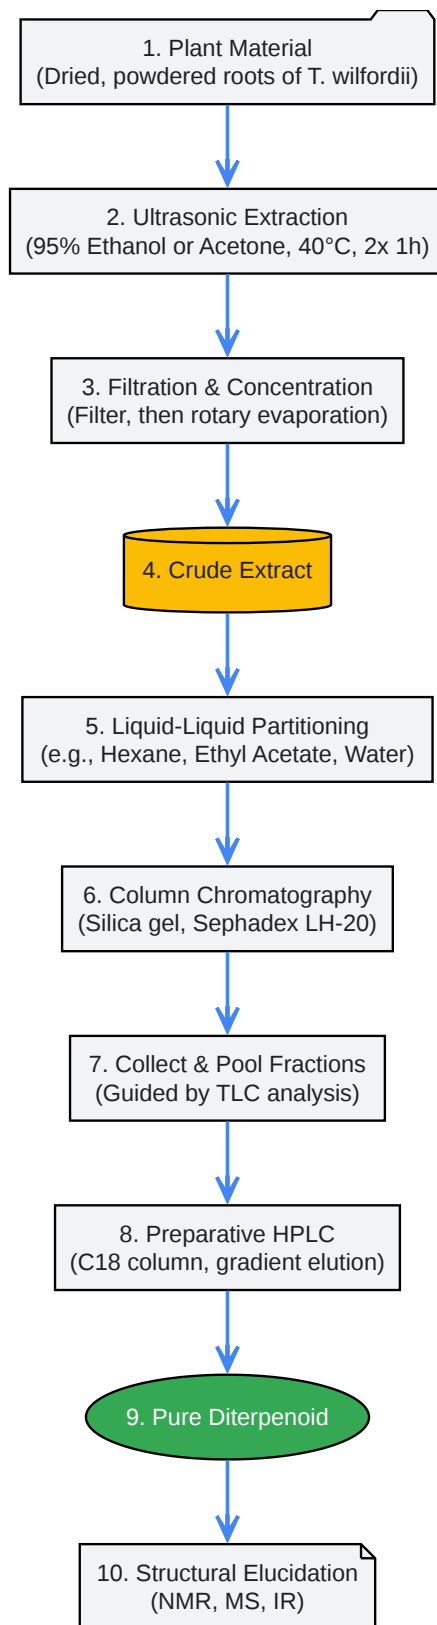 1. Plant Material
(Dried, powdered roots of T. wilfordii)
2. Ultrasonic Extraction
(95% Ethanol or Acetone, 40°C, 2x 1h)
3. Filtration & Concentration
(Filter, then rotary evaporation)
4. Crude Extract
5. Liquid-Liquid Partitioning
(e.g., Hexane, Ethyl Acetate, Water)
6. Column Chromatography
(Silica gel, Sephadex LH-20)
7. Collect & Pool Fractions
(Guided by TLC analysis)
8. Preparative HPLC
(C18 column, gradient elution)
9. Pure Diterpenoid
10. Structural Elucidation
(NMR, MS, IR)